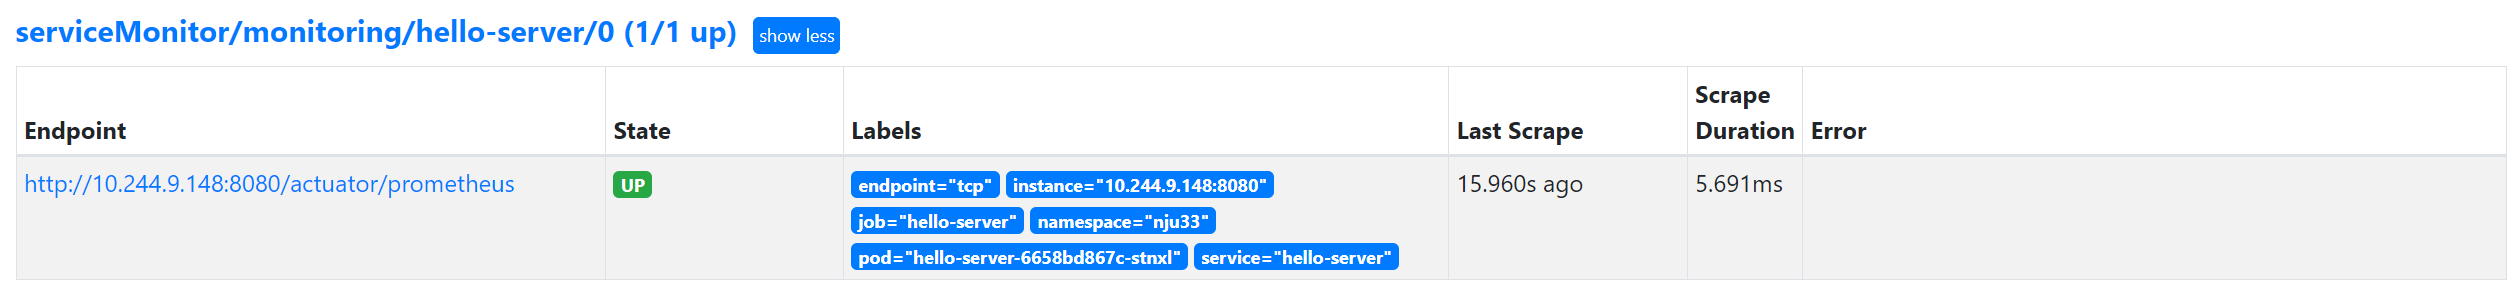 serviceMonitor/monitoring/hello-server/0 (1/1 up) show less
Endpoint State Labels Last Scrape Scrape Duration Error
http://10.244.9.148:8080/actuator/prometheus UP endpoint="tcp" instance="10.244.9.148:8080" 15.960s ago 5.691ms
job="hello-server" namespace="nju33"
pod="hello-server-6658bd867c-stnxl" service="hello-server"